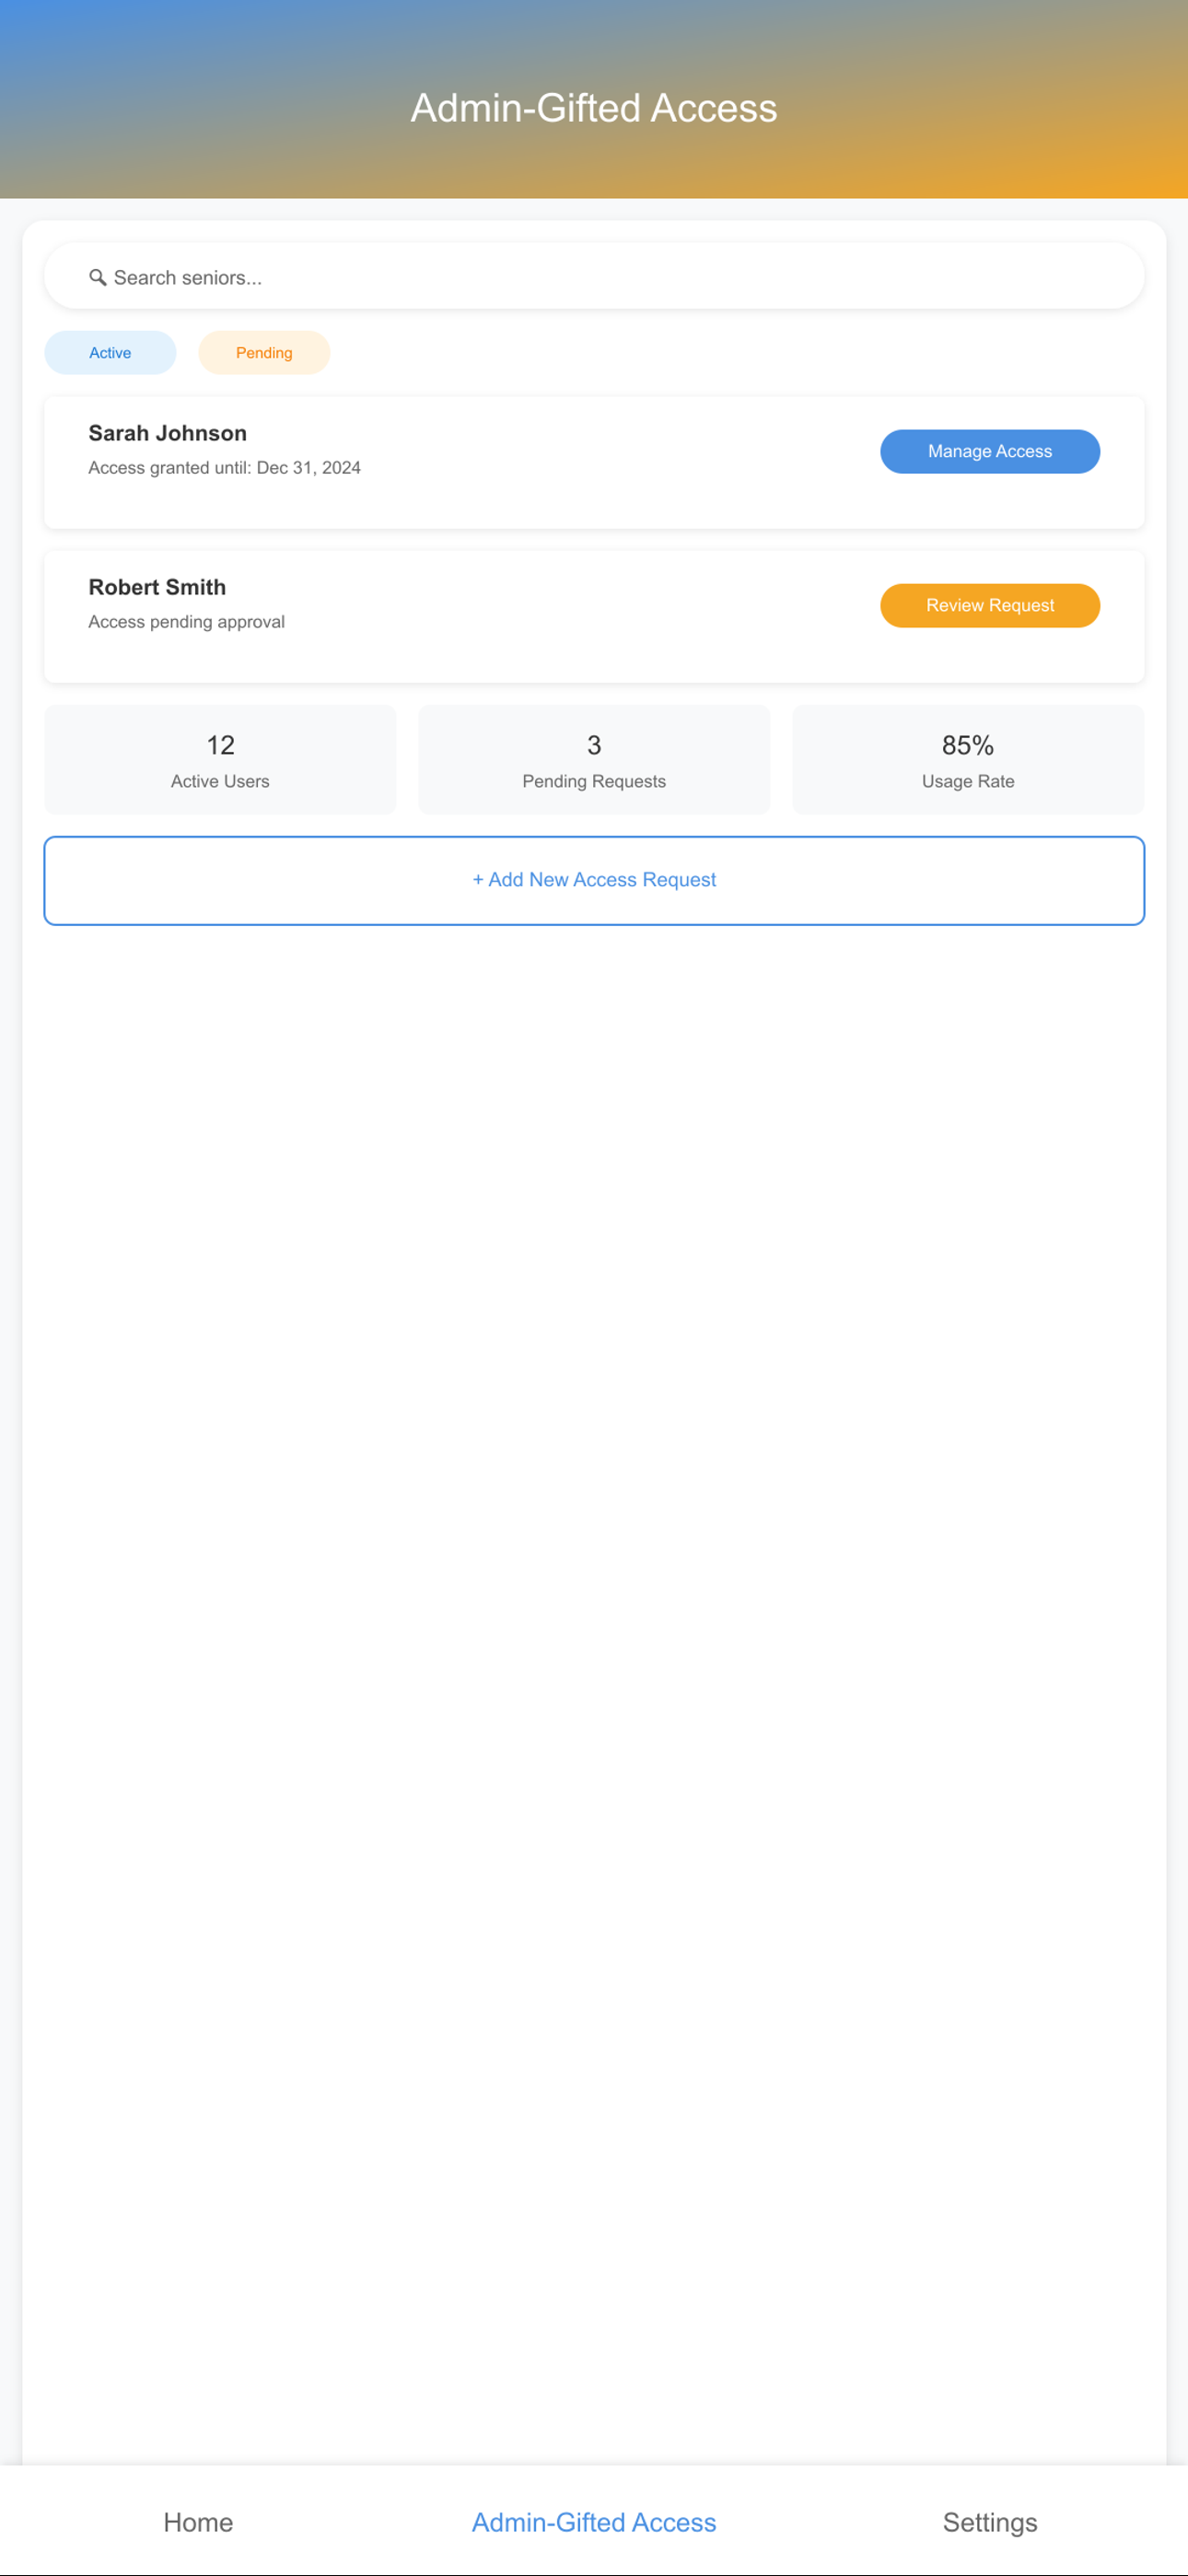 Admin-Gifted Access
🔍 Search seniors...
Active
Pending
Sarah Johnson
Access granted until: Dec 31, 2024
Manage Access
Robert Smith
Access pending approval
Review Request
12
Active Users
3
Pending Requests
85%
Usage Rate
+ Add New Access Request
Home
Admin-Gifted Access
Settings